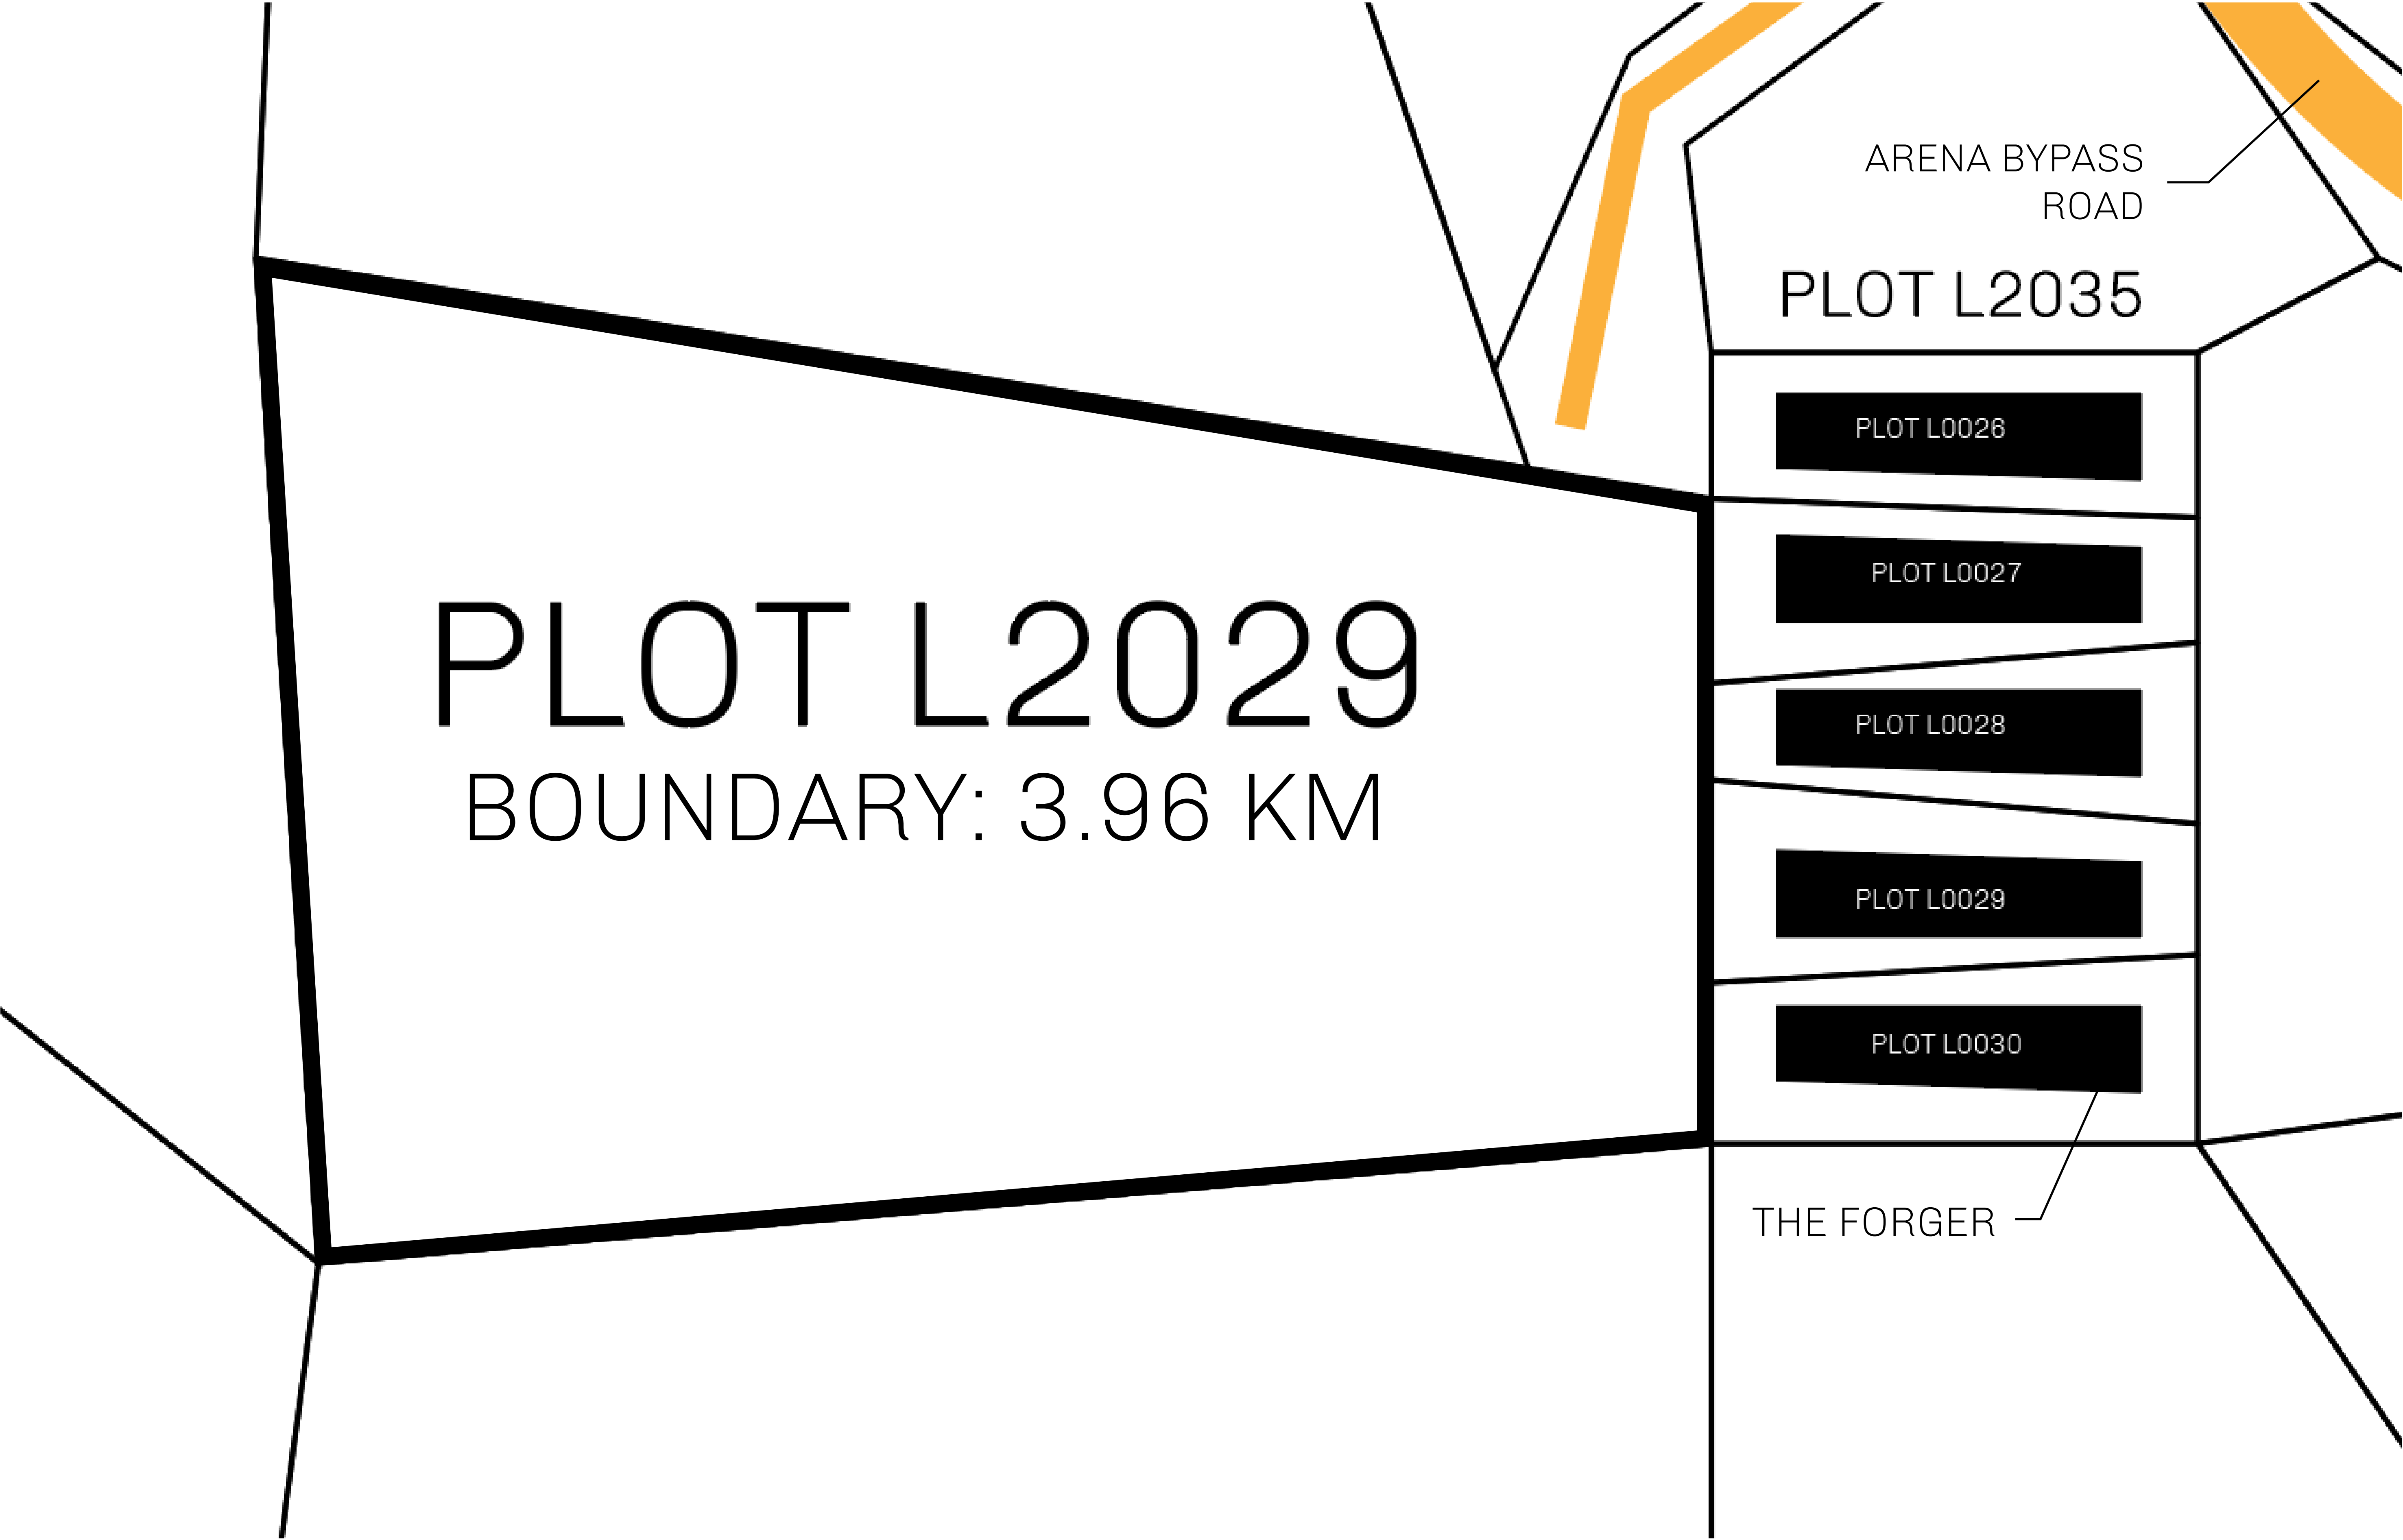 ARENA BYPASS
ROAD
PLOT L2035
PLOT L0026
PLOT L0027
PLOT L2029
BOUNDARY: 3.96 KM
PLOT L0028
PLOT L0029
PLOT L0030
THE FORGER